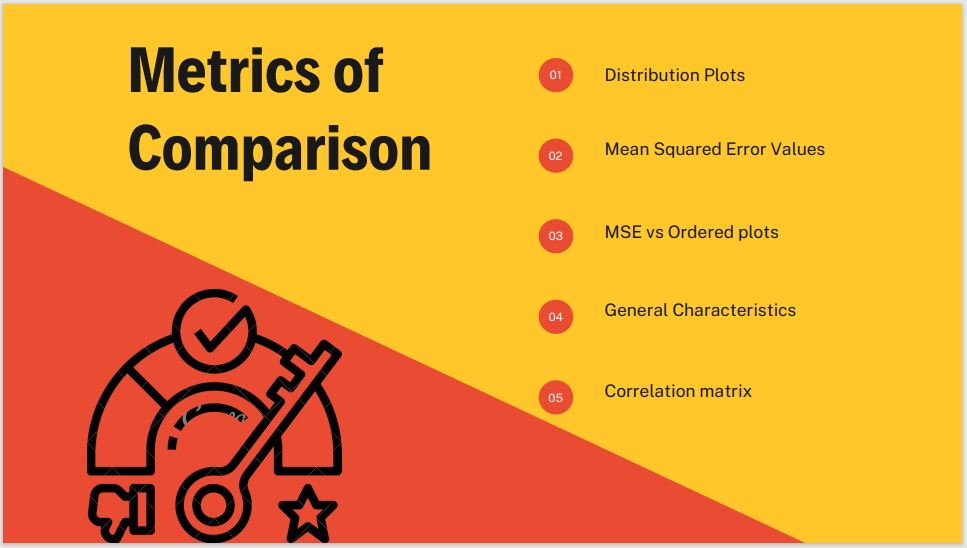 Metrics of
Comparison
01 Distribution Plots
02 Mean Squared Error Values
03 MSE vs Ordered plots
04 General Characteristics
05 Correlation matrix